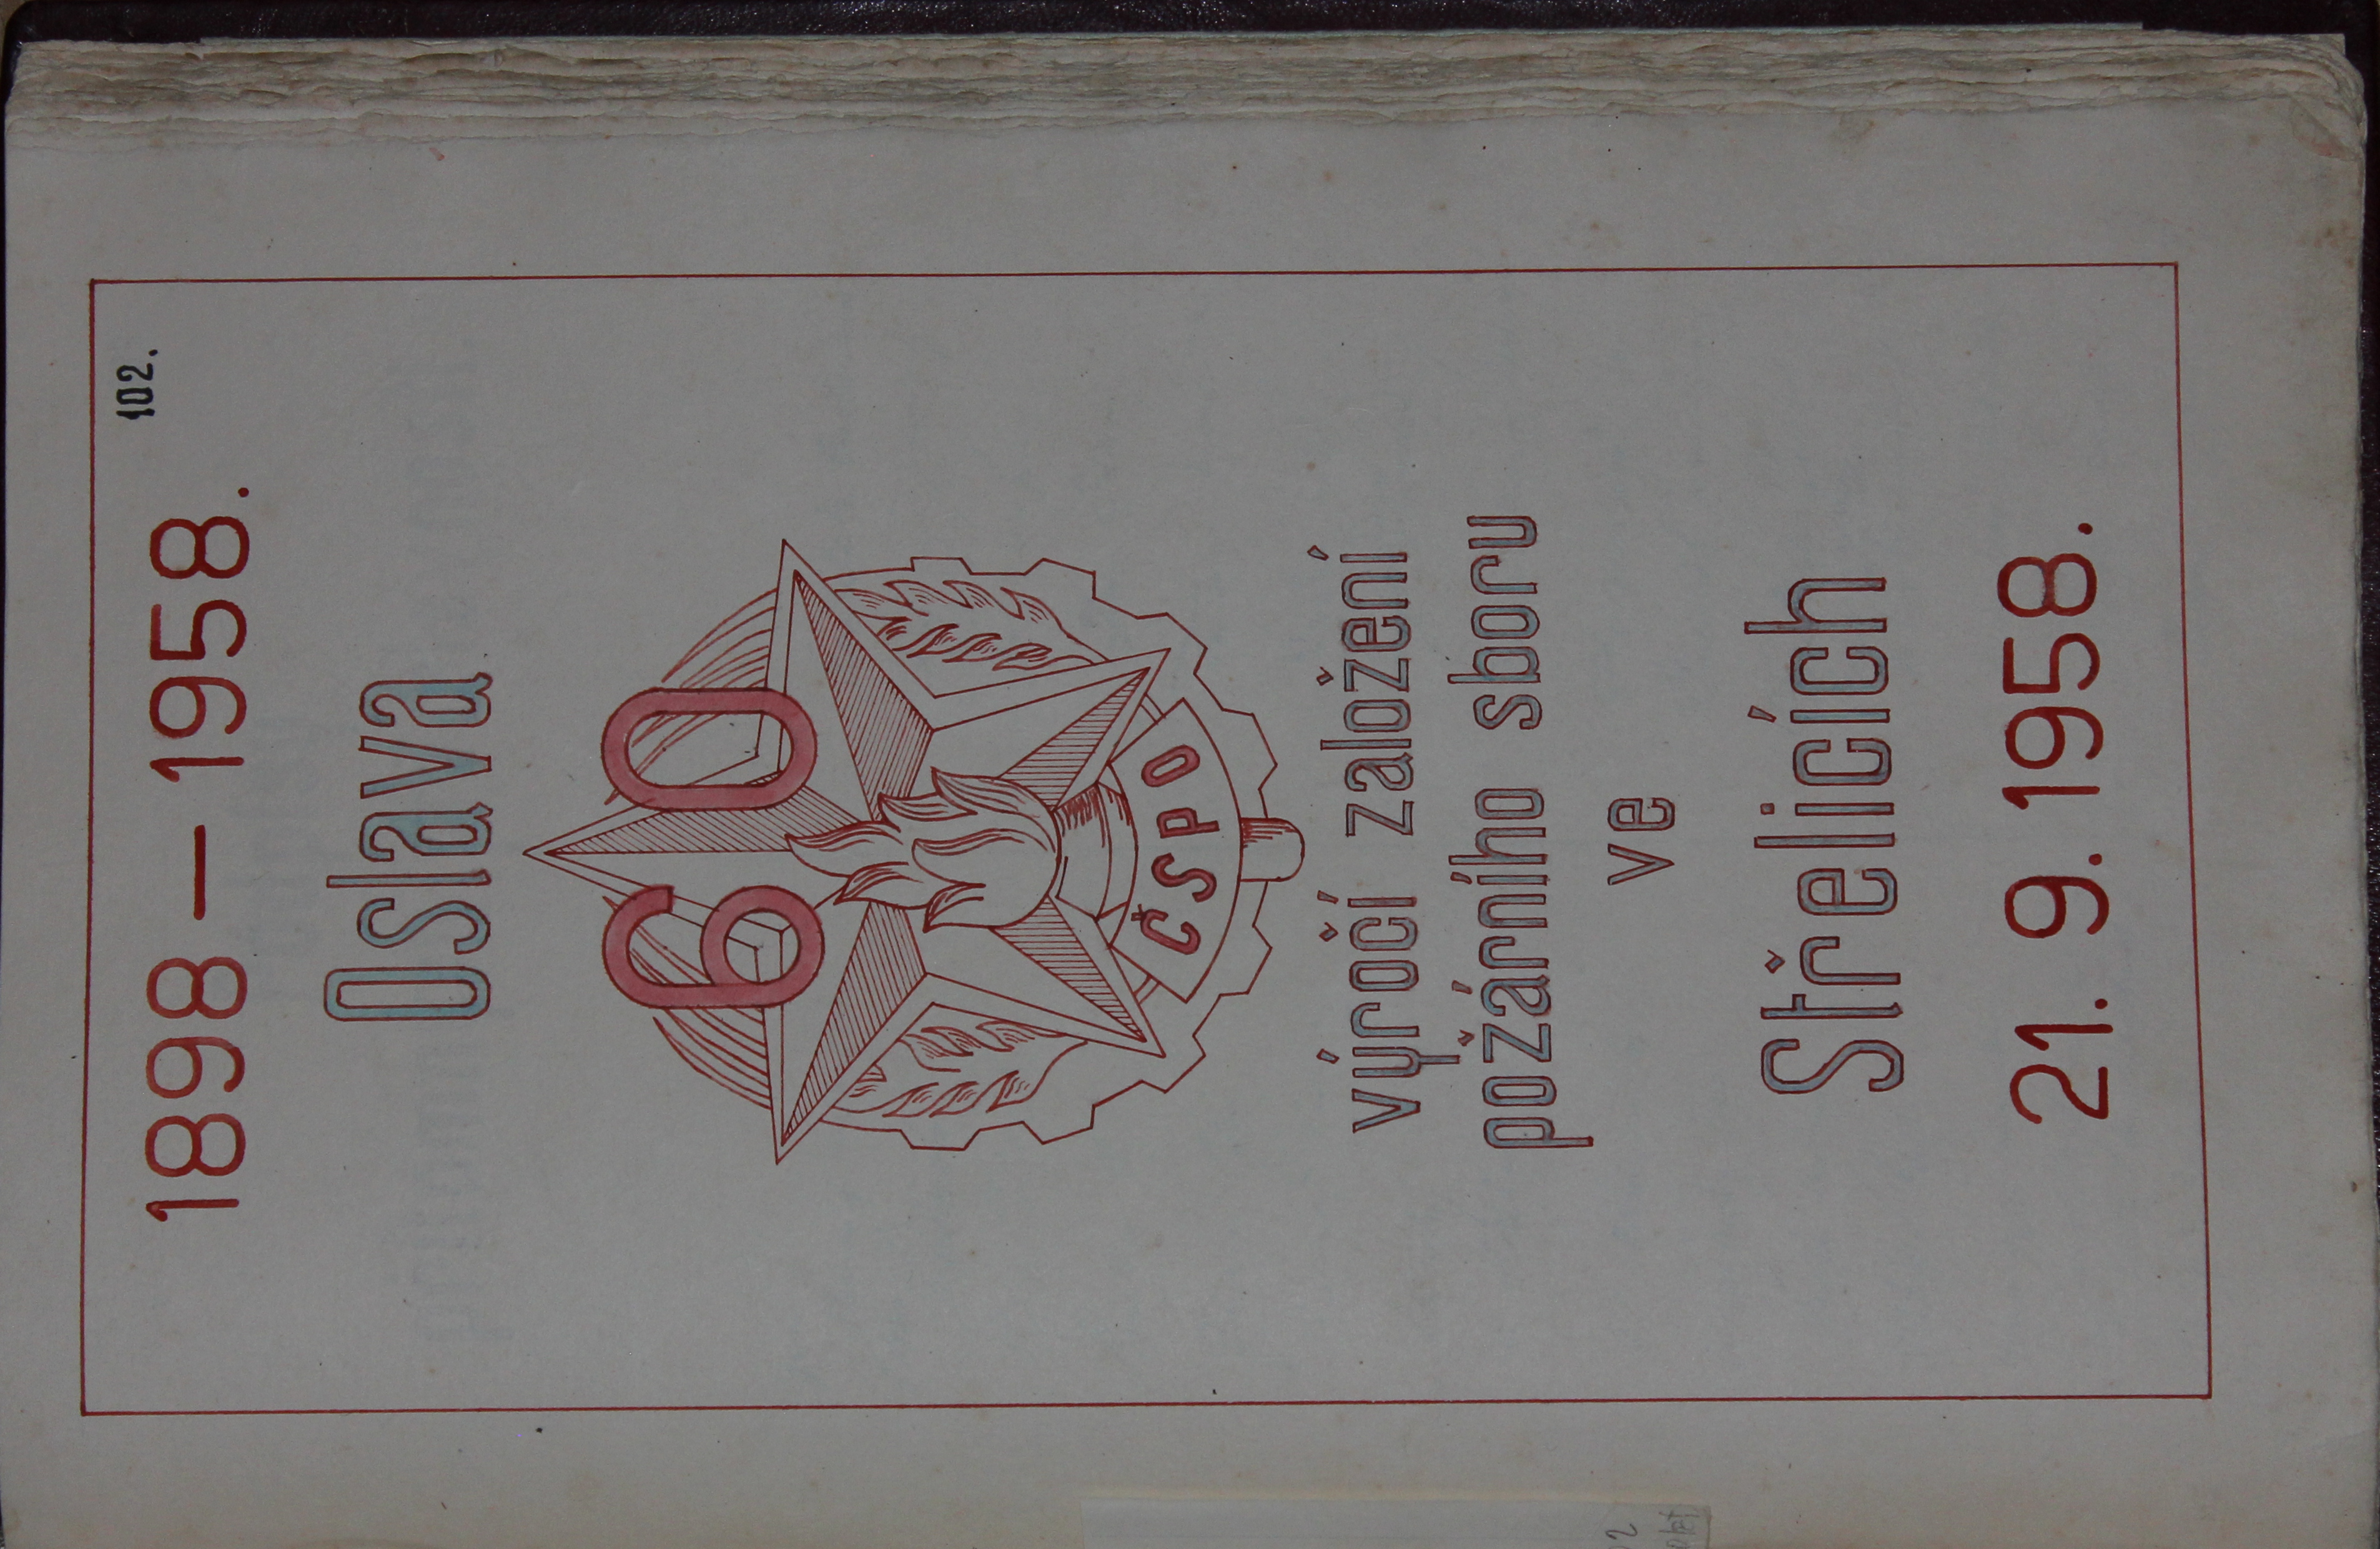 102.
1898 – 1958.
Oslava
60
ČSPO
výročí založení
požárního sboru
ve
Střelicích
21. 9. 1958.